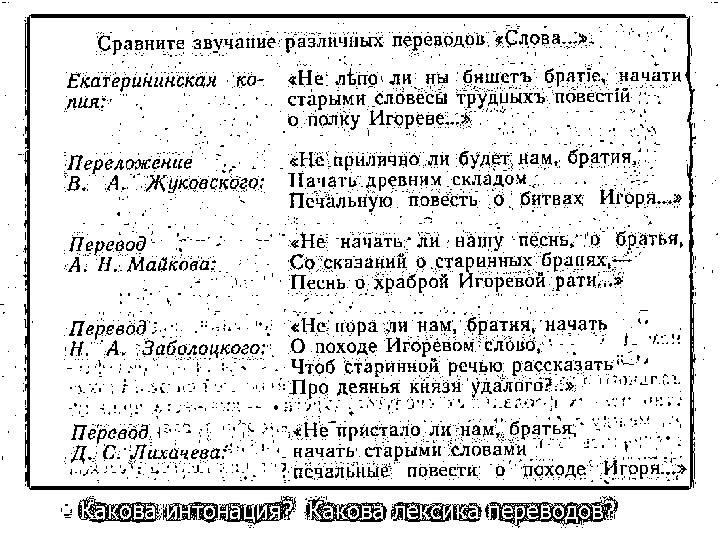 Сравните звучание различных переводов «Слова...».
Екатерининская ко-
пия:
«Не лѣпо ли ны бяшетъ братіе, начати
старыми словесы трудныхъ повестій
о полку Игореве...»
Переложение
В. А. Жуковского:
«Не прилично ли будет нам, братия,
Начать древним складом
Печальную повесть о битвах Игоря...»
Перевод
А. Н. Майкова:
«Не начать ли нашу песнь, о братья,
Со сказаний о старинных бранях,—
Песнь о храброй Игоревой рати...»
Перевод
Н. А. Заболоцкого:
«Не пора ли нам, братия, начать
О походе Игоревом слово,
Чтоб старинной речью рассказать
Про деянья князя удалого?..»
Перевод
Д. С. Лихачева:
«Не пристало ли нам, братья,
начать старыми словами
печальные повести о походе Игоря...»
Какова интонация? Какова лексика переводов?